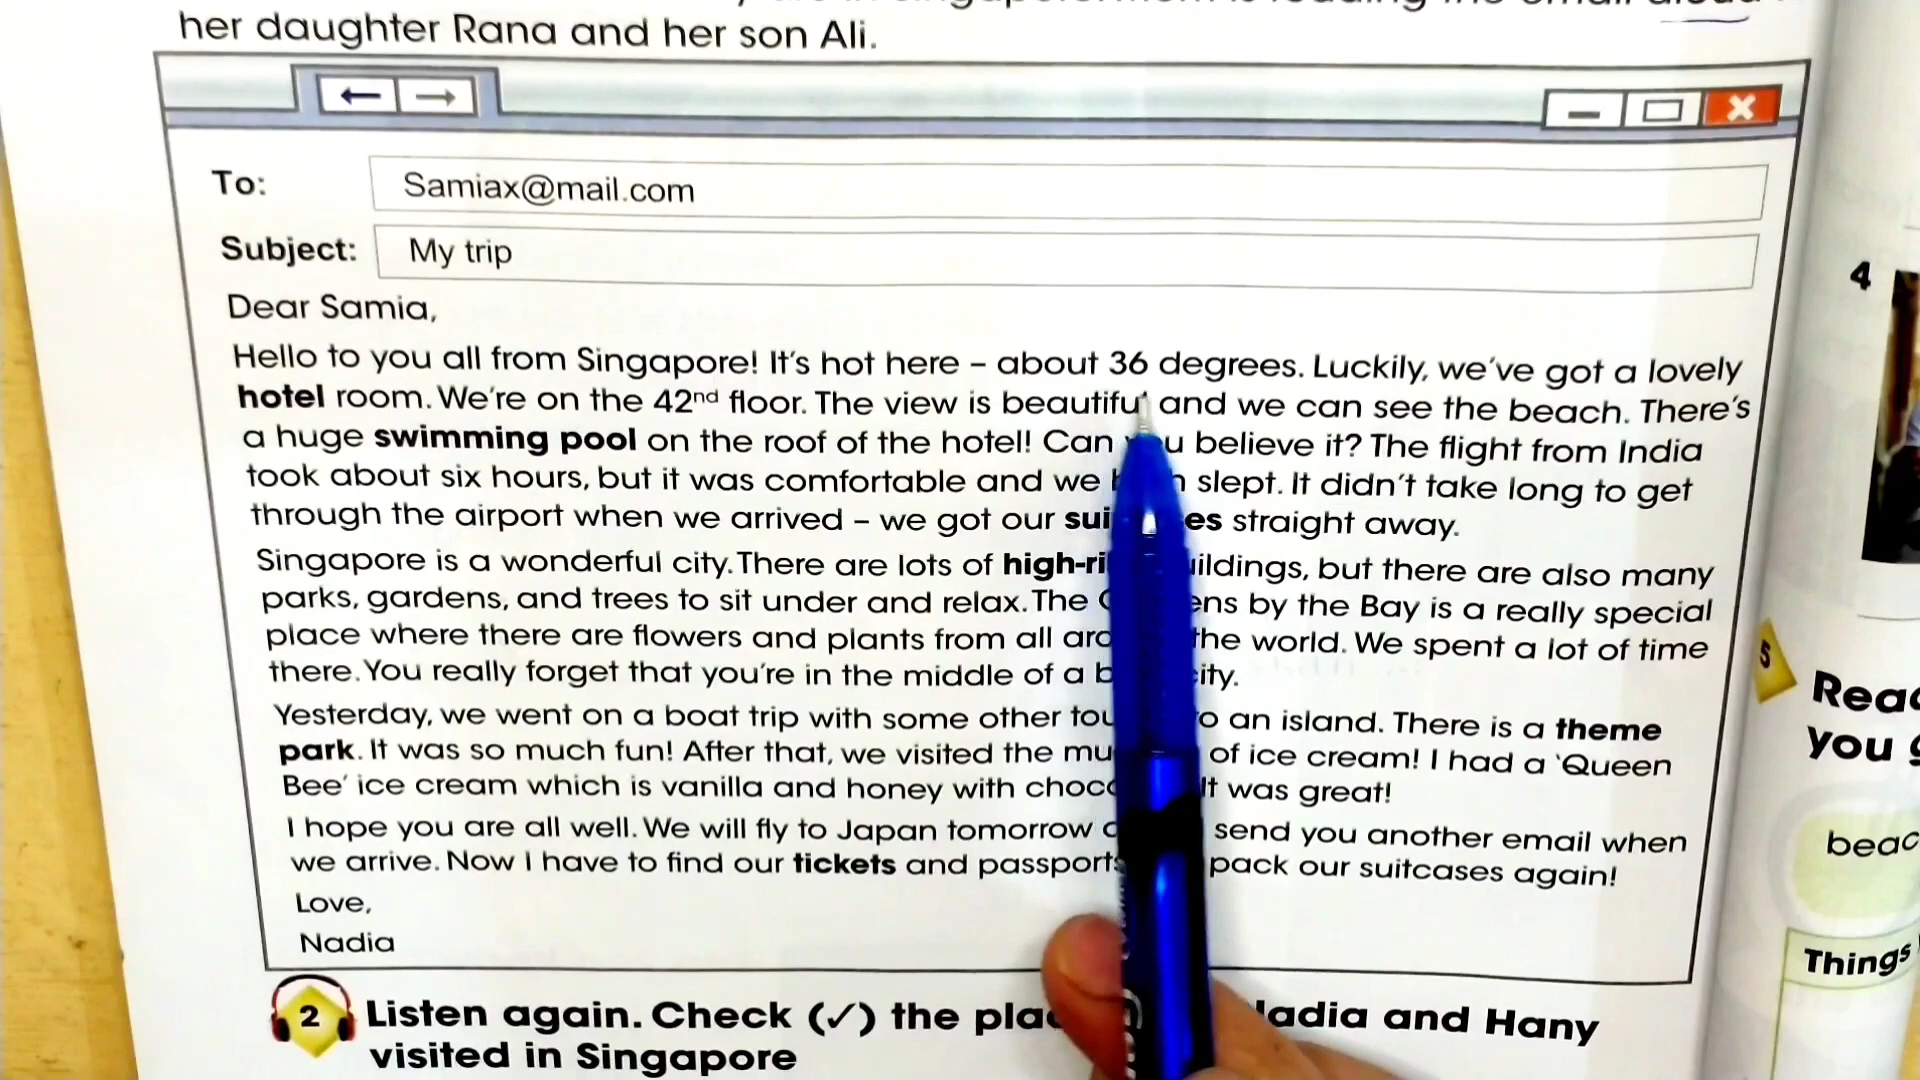 her daughter Rana and her son Ali.
To: Samiax@mail.com
Subject: My trip
Dear Samia,
Hello to you all from Singapore! It's hot here – about 36 degrees. Luckily, we've got a lovely
hotel room. We're on the 42nd floor. The view is beautiful and we can see the beach. There's
a huge swimming pool on the roof of the hotel! Can you believe it? The flight from India
took about six hours, but it was comfortable and we slept. It didn't take long to get
through the airport when we arrived – we got our straight away.
Singapore is a wonderful city. There are lots of but there are also many
parks, gardens, and trees to sit under and relax. The by the Bay is a really special
place where there are flowers and plants from all the world. We spent a lot of time
there. You really forget that you're in the middle of a
Yesterday, we went on a boat trip with some other an island. There is a theme
park. It was so much fun! After that, we visited the of ice cream! I had a 'Queen
Bee' ice cream which is vanilla and honey with It was great!
I hope you are all well. We will fly to Japan tomorrow send you another email when
we arrive. Now I have to find our tickets and passports pack our suitcases again!
Love,
Nadia
2 Listen again. Check (✓) the and Hany
visited in Singapore
4
5
you
Things